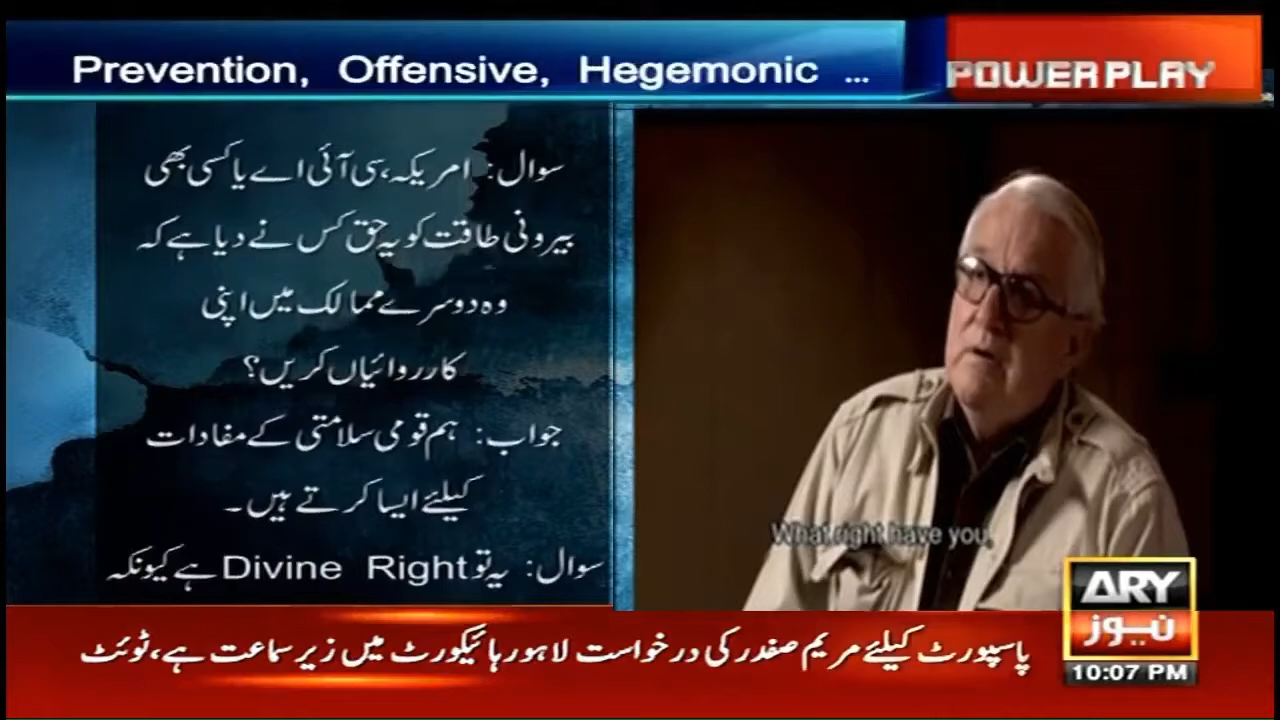 Prevention, Offensive, Hegemonic ...
POWERPLAY
سوال: امریکہ، سی آئی اے یا کسی بھی
بیرونی طاقت کو یہ حق کس نے دیا ہے کہ
وہ دوسرے ممالک میں اپنی
کارروائیاں کریں؟
جواب: ہم قومی سلامتی کے مفادات
کیلئے ایسا کرتے ہیں۔
سوال: یہ تو Divine Right ہے کیونکہ
What right have you,
ARY
نیوز
10:07 PM
پاسپورٹ کیلئے مریم صفدر کی درخواست لاہور ہائیکورٹ میں زیر سماعت ہے، ٹوئٹ